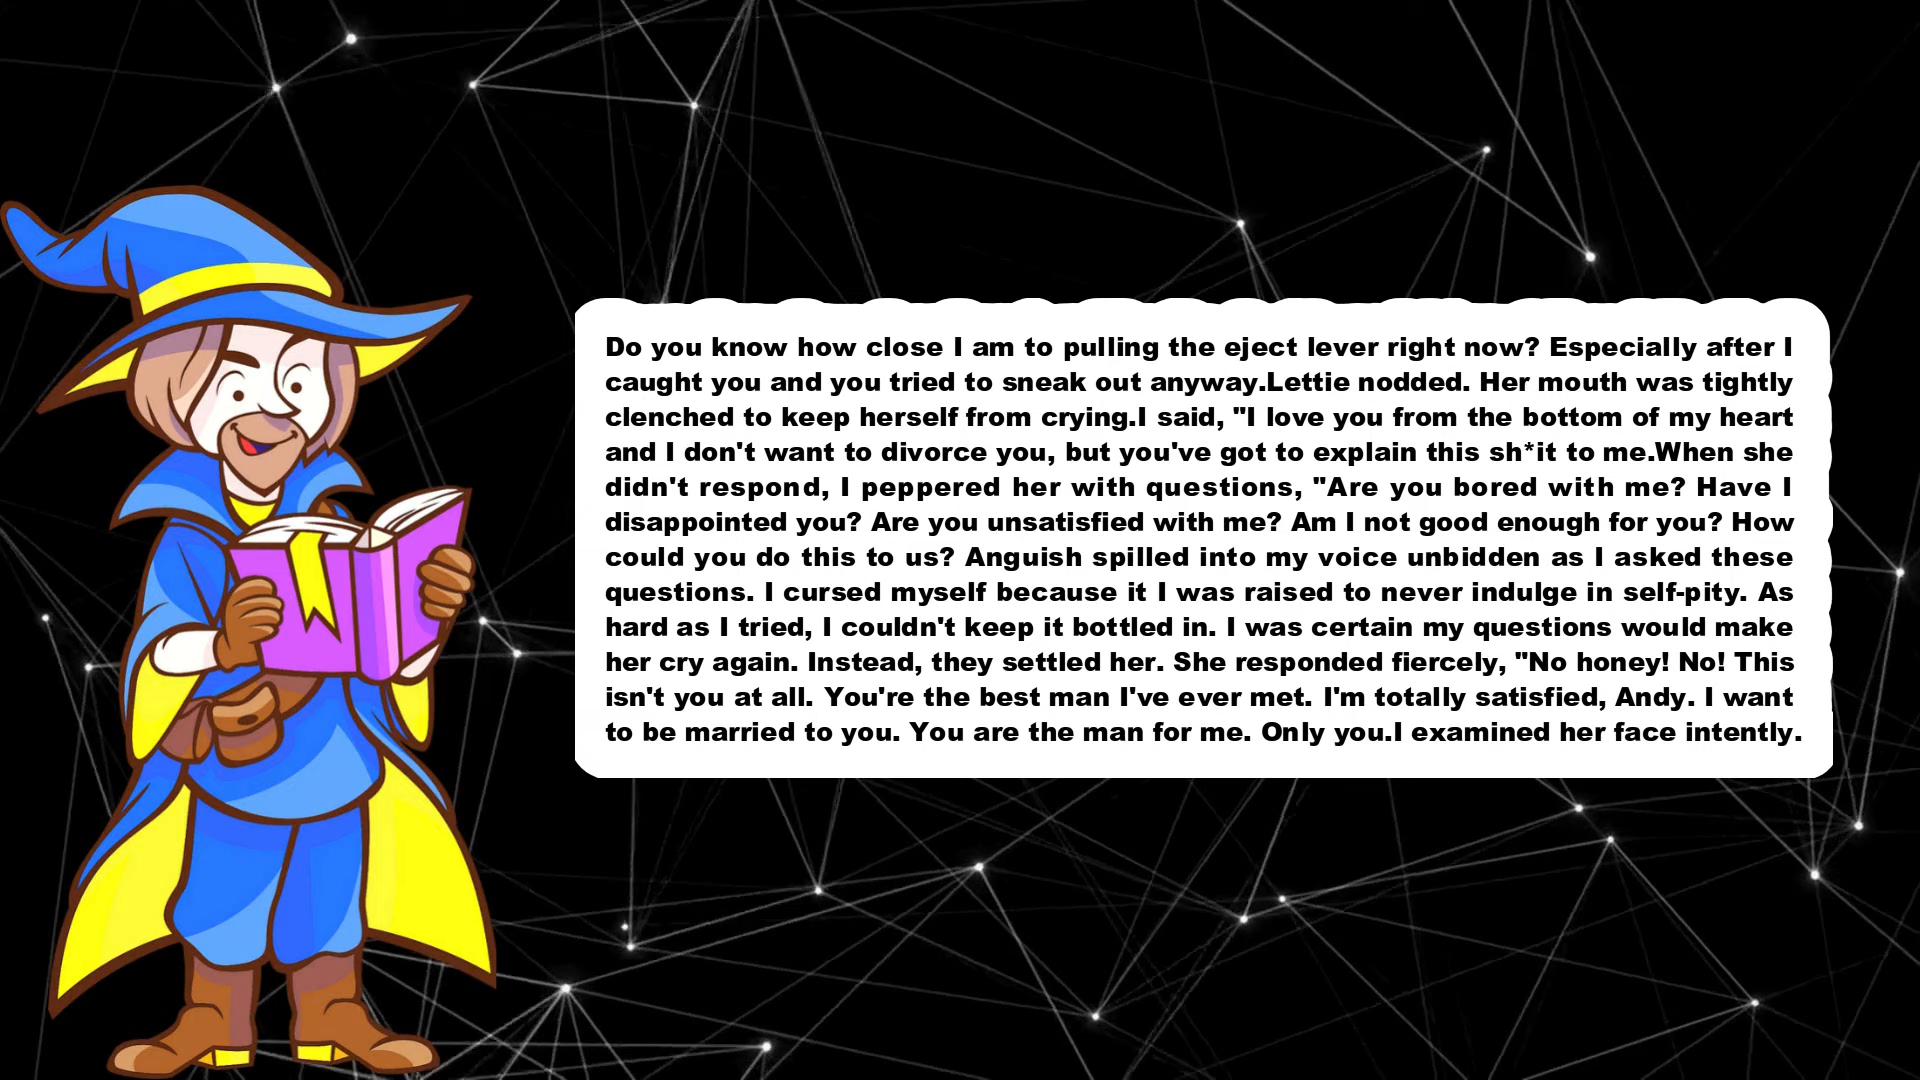 Do you know how close I am to pulling the eject lever right now? Especially after I
caught you and you tried to sneak out anyway.Lettie nodded. Her mouth was tightly
clenched to keep herself from crying.I said, "I love you from the bottom of my heart
and I don't want to divorce you, but you've got to explain this sh*it to me.When she
didn't respond, I peppered her with questions, "Are you bored with me? Have I
disappointed you? Are you unsatisfied with me? Am I not good enough for you? How
could you do this to us? Anguish spilled into my voice unbidden as I asked these
questions. I cursed myself because it I was raised to never indulge in self-pity. As
hard as I tried, I couldn't keep it bottled in. I was certain my questions would make
her cry again. Instead, they settled her. She responded fiercely, "No honey! No! This
isn't you at all. You're the best man I've ever met. I'm totally satisfied, Andy. I want
to be married to you. You are the man for me. Only you.I examined her face intently.